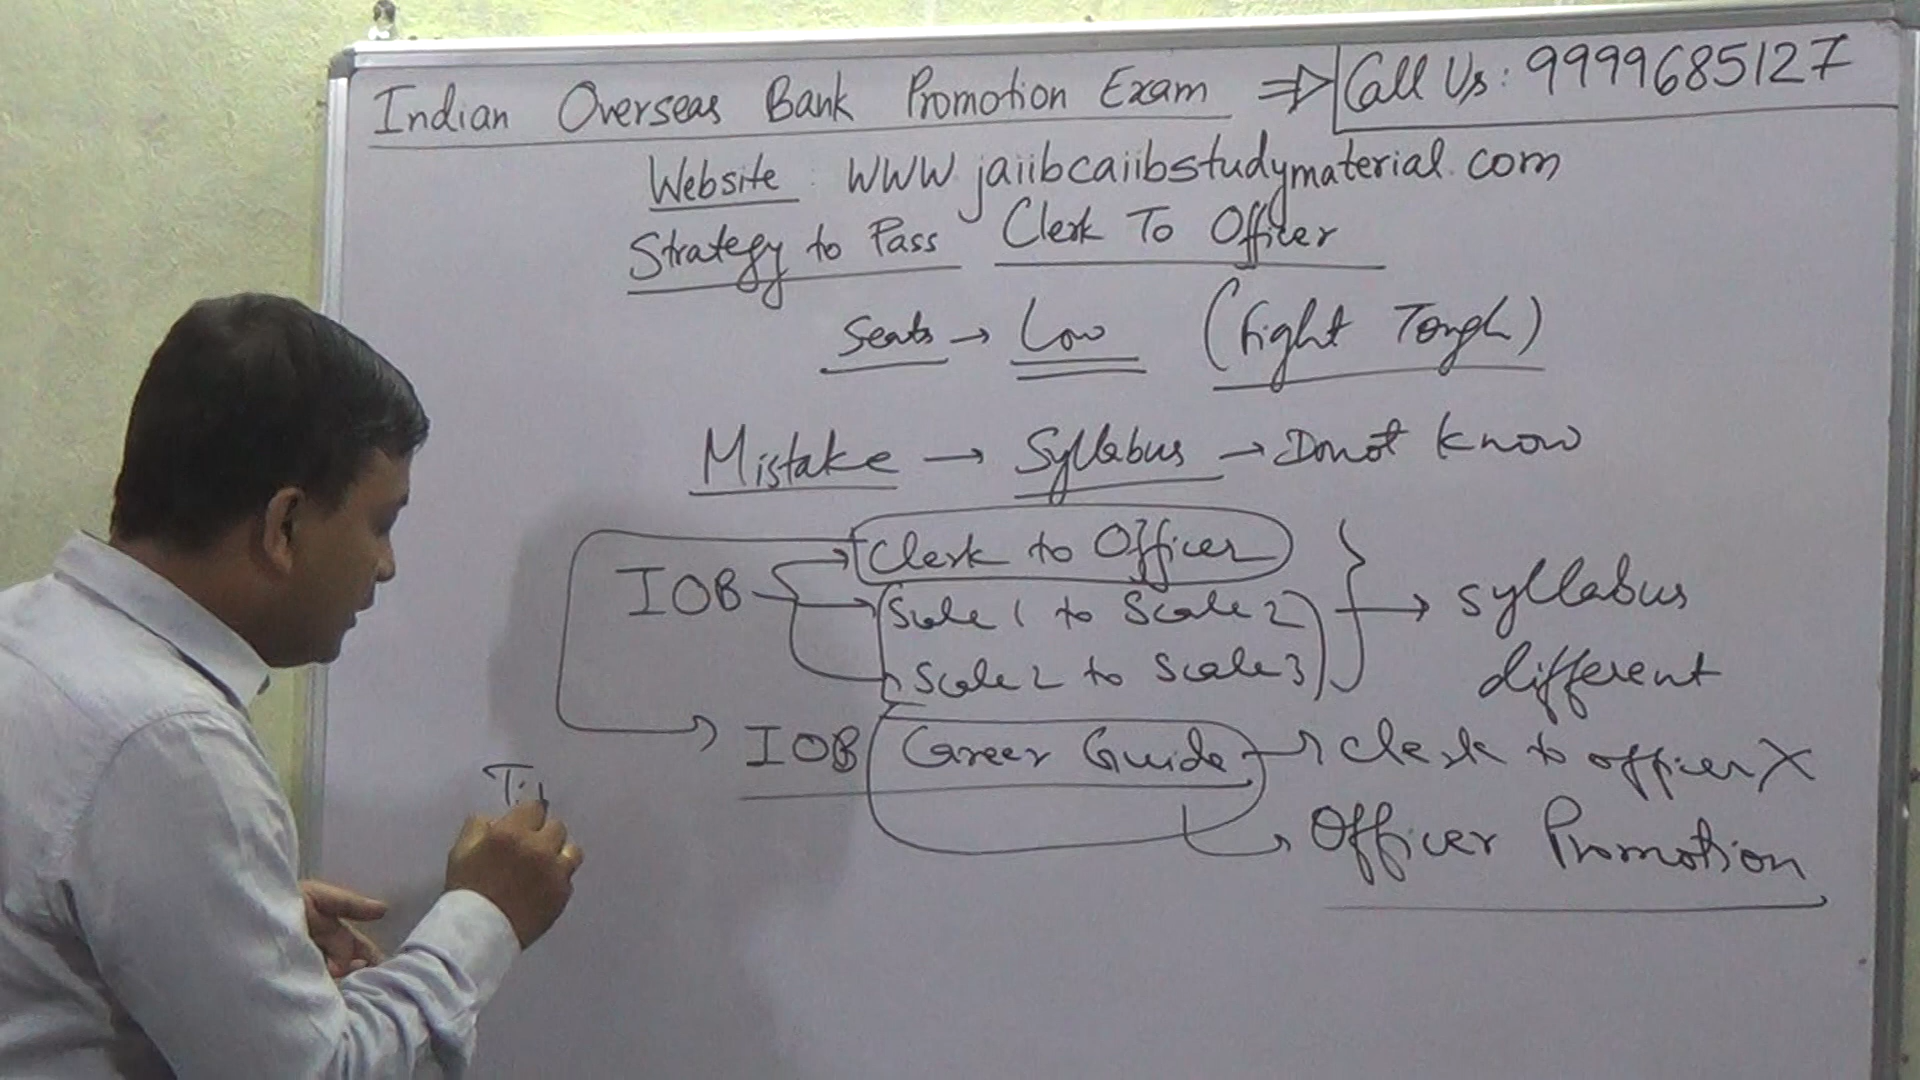 Indian Overseas Bank Promotion Exam ⇒ Call Us: 9999685127
Website: WWW.jaiibcaiibstudymaterial.com
Strategy to Pass Clerk To Officer
Seats → Low (Fight Tough)
Mistake → Syllabus → Donot Know
Clerk to Officer
IOB
Scale 1 to Scale 2
Scale 2 to Scale 3
syllabus
different
IOB Career Guide → Clerk to officer X
Officer Promotion